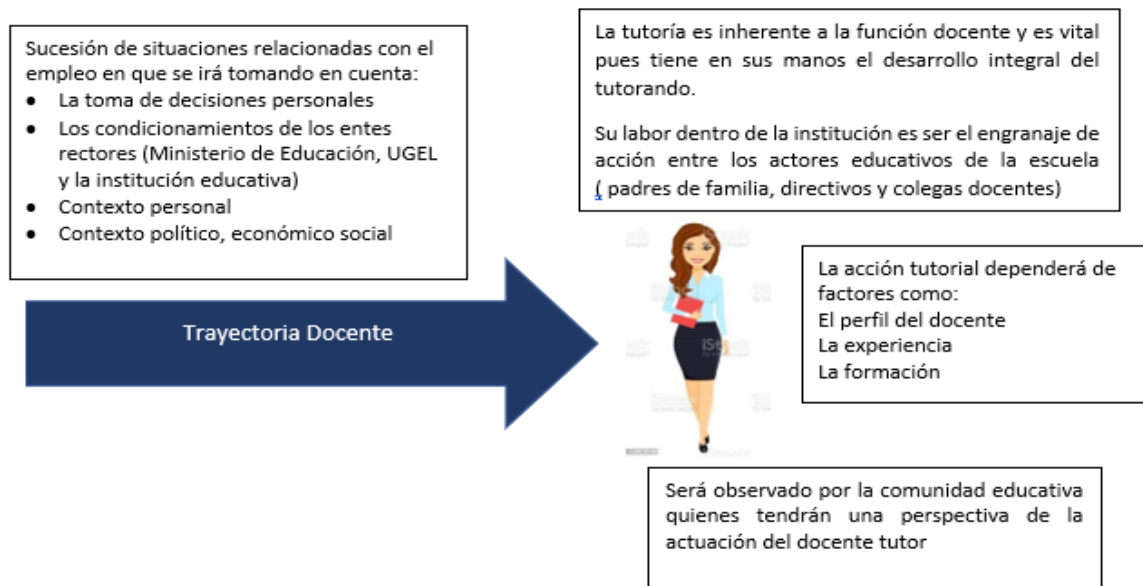 Sucesión de situaciones relacionadas con el
empleo en que se irá tomando en cuenta:
• La toma de decisiones personales
• Los condicionamientos de los entes
rectores (Ministerio de Educación, UGEL
y la institución educativa)
• Contexto personal
• Contexto político, económico social
Trayectoria Docente
La tutoría es inherente a la función docente y es vital
pues tiene en sus manos el desarrollo integral del
tutorando.
Su labor dentro de la institución es ser el engranaje de
acción entre los actores educativos de la escuela
( padres de familia, directivos y colegas docentes)
iStock
La acción tutorial dependerá de
factores como:
El perfil del docente
La experiencia
La formación
Será observado por la comunidad educativa
quienes tendrán una perspectiva de la
actuación del docente tutor